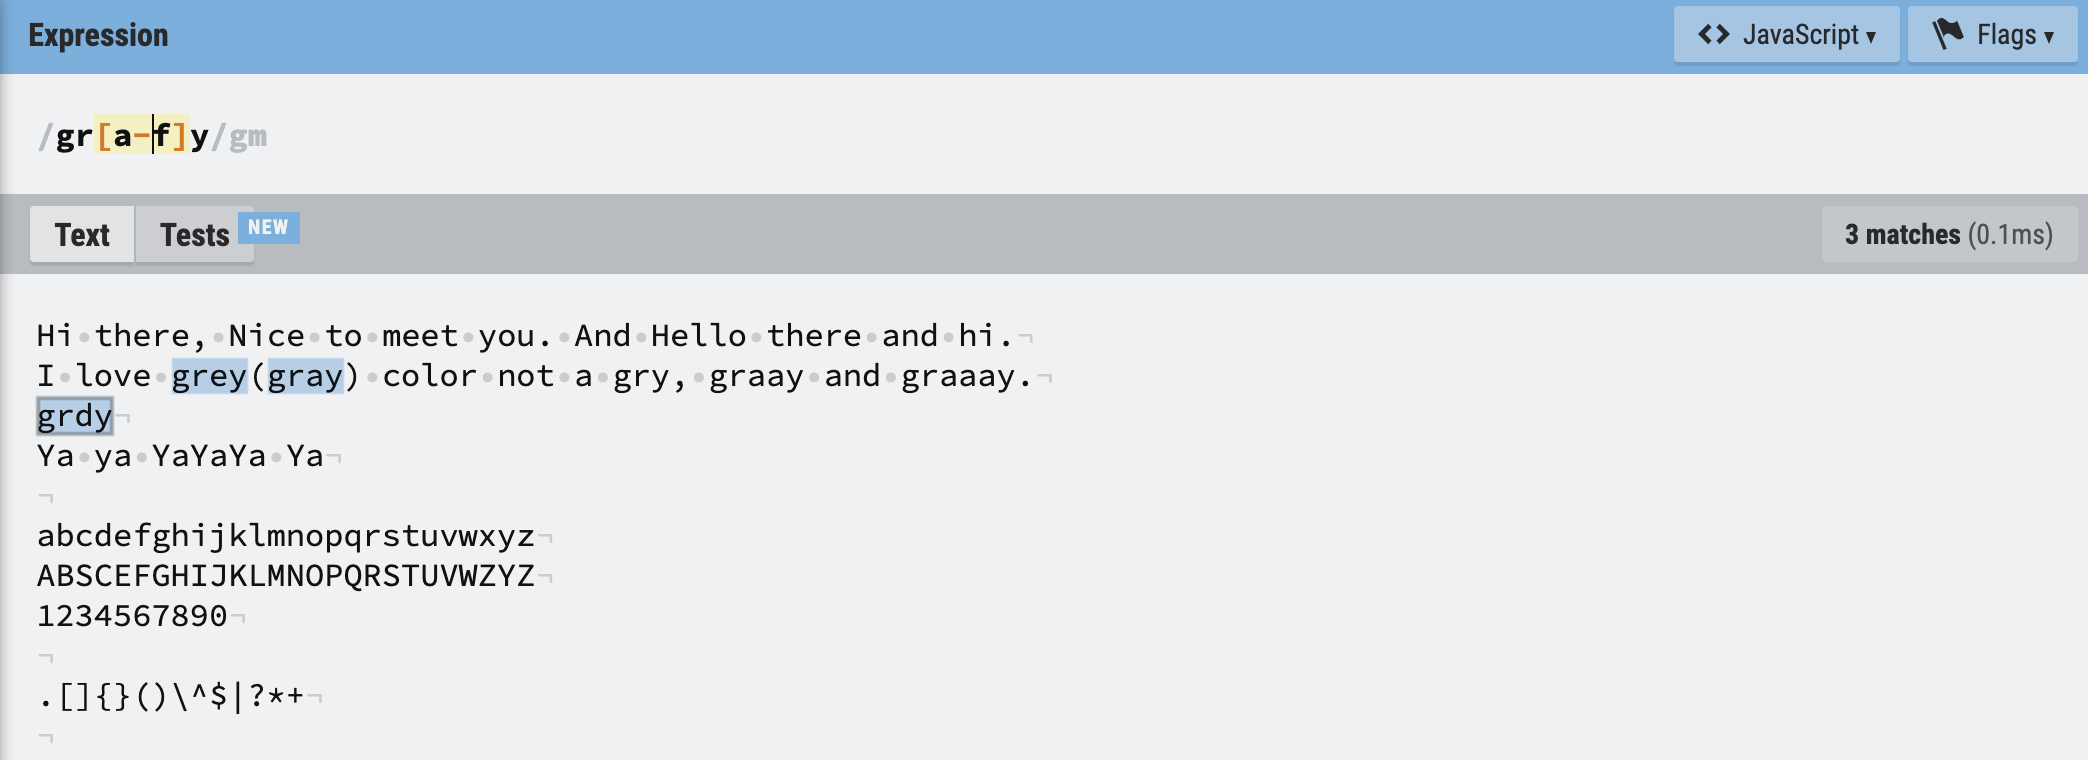 Expression
<> JavaScript ▾
Flags ▾
/gr[a-f]y/gm
Text
Tests
NEW
3 matches (0.1ms)
Hi there, Nice to meet you. And Hello there and hi.
I love grey(gray) color not a gry, graay and graaay.
grdy
Ya ya YaYaYa Ya
abcdefghijklmnopqrstuvwxyz
ABSCEFGHIJKLMNOPQRSTUVWZYZ
1234567890
.[]{}()\^$|?*+